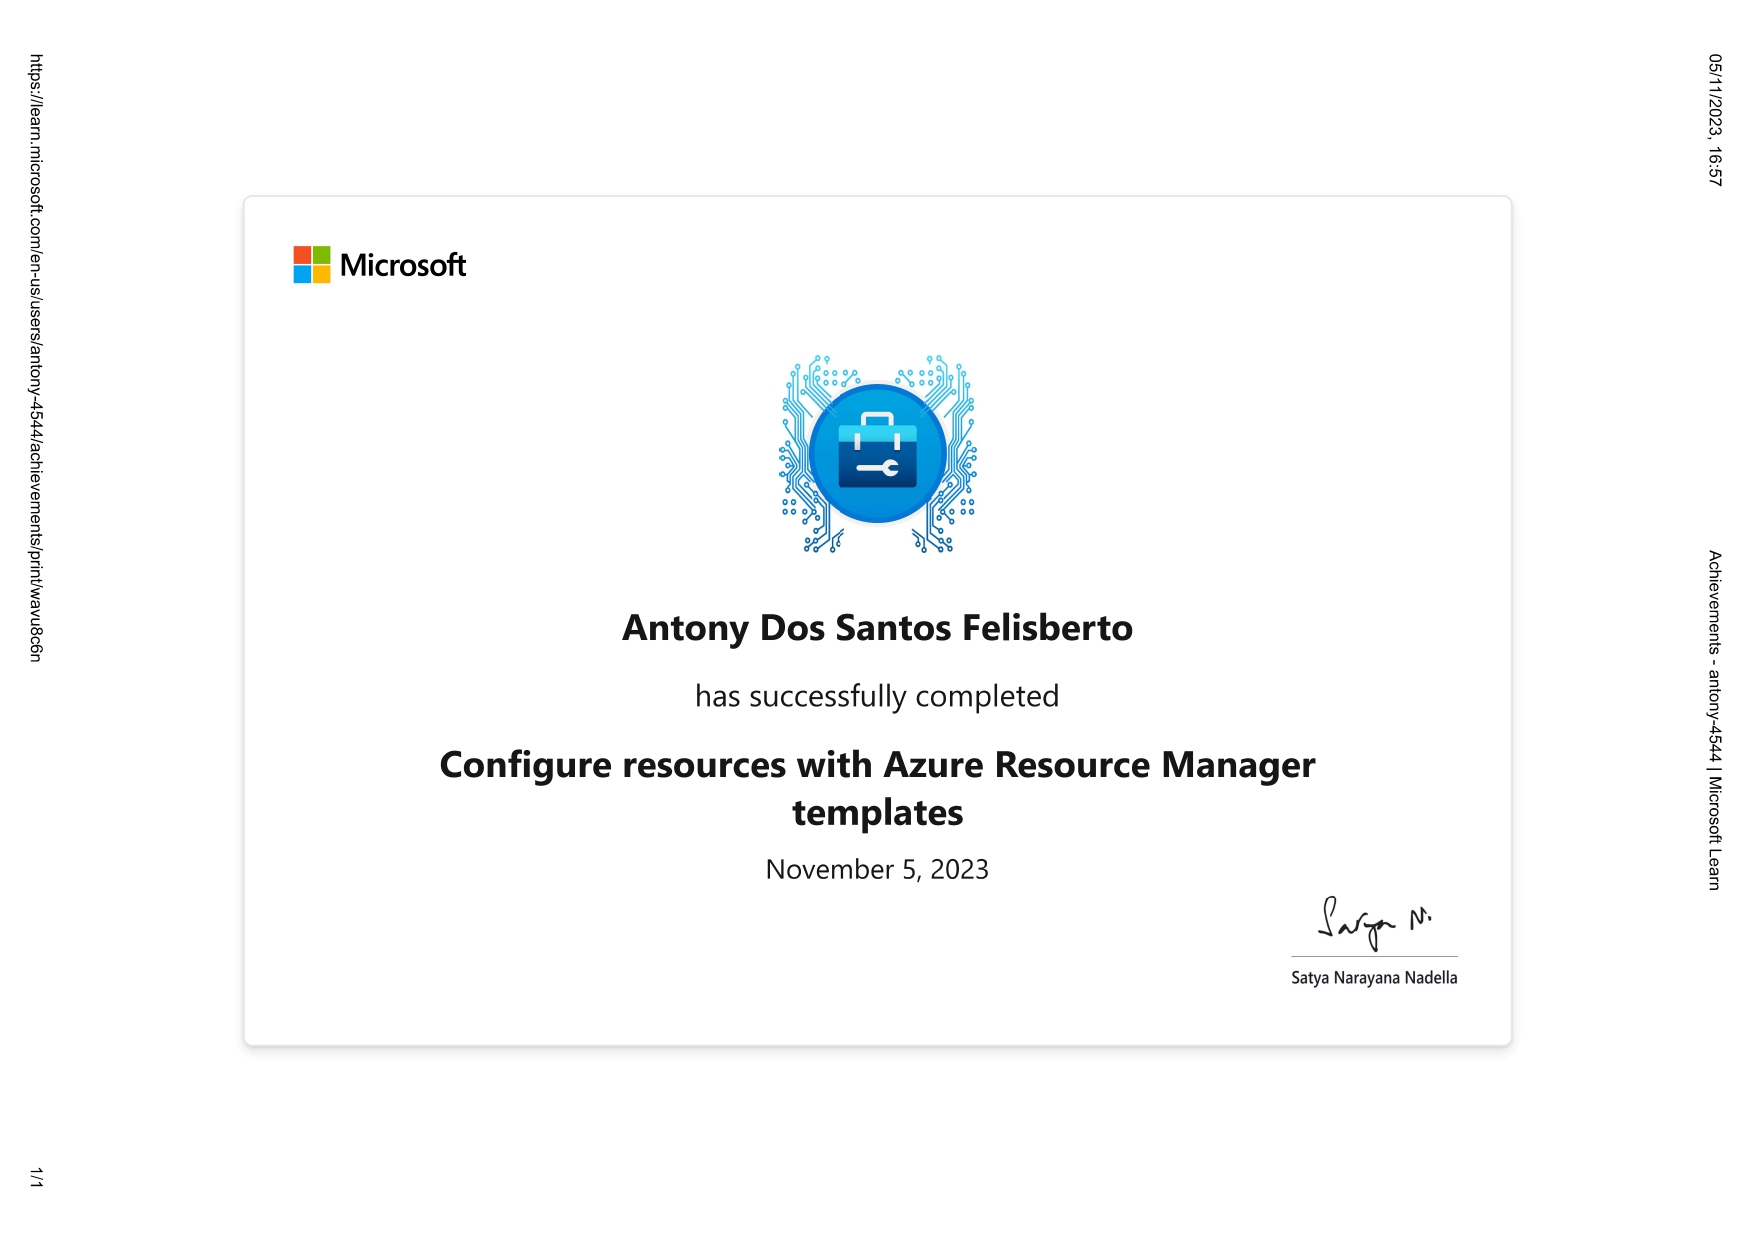 05/11/2023, 16:57
Achievements - antony-4544 | Microsoft Learn
Microsoft
Antony Dos Santos Felisberto
has successfully completed
Configure resources with Azure Resource Manager
templates
November 5, 2023
Satya N.
Satya Narayana Nadella
https://learn.microsoft.com/en-us/users/antony-4544/achievements/print/wavu8c6n
1/1